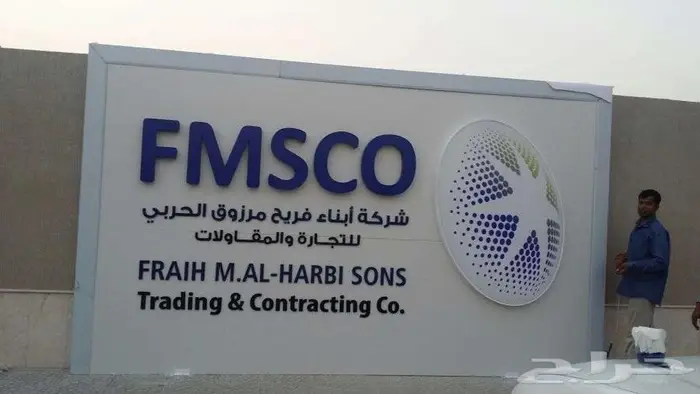 FMSCO
شركة أبناء فريح مرزوق الحربي
للتجارة والمقاولات
FRAIH M.AL-HARBI SONS
Trading & Contracting Co.
حراج